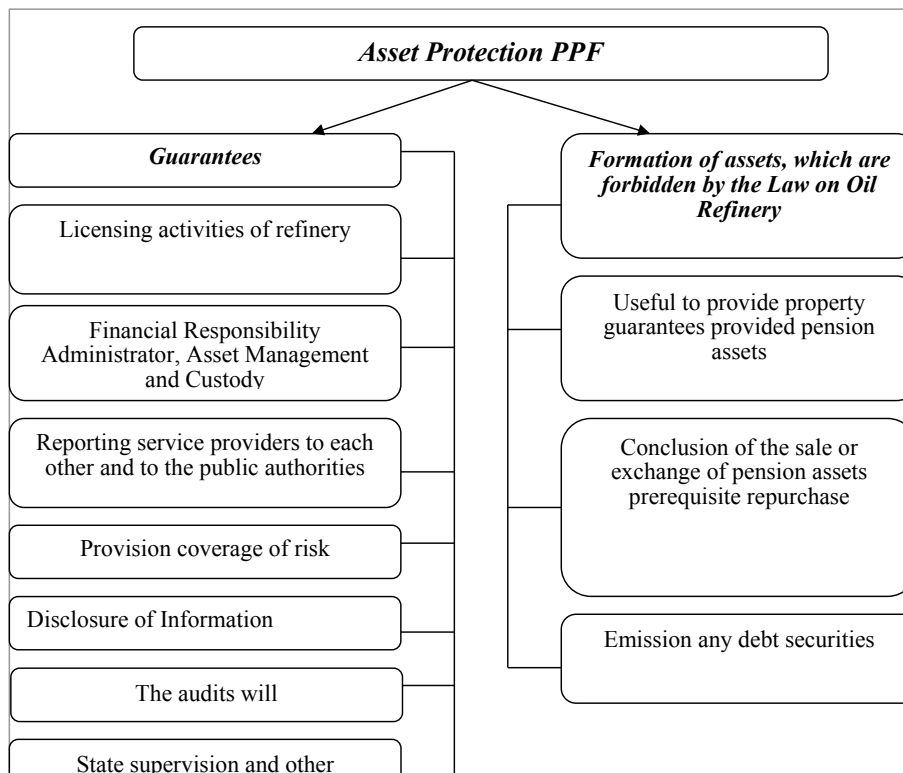 Asset Protection PPF
Guarantees
Licensing activities of refinery
Financial Responsibility
Administrator, Asset Management
and Custody
Reporting service providers to each
other and to the public authorities
Provision coverage of risk
Disclosure of Information
The audits will
State supervision and other
Formation of assets, which are
forbidden by the Law on Oil
Refinery
Useful to provide property
guarantees provided pension
assets
Conclusion of the sale or
exchange of pension assets
prerequisite repurchase
Emission any debt securities